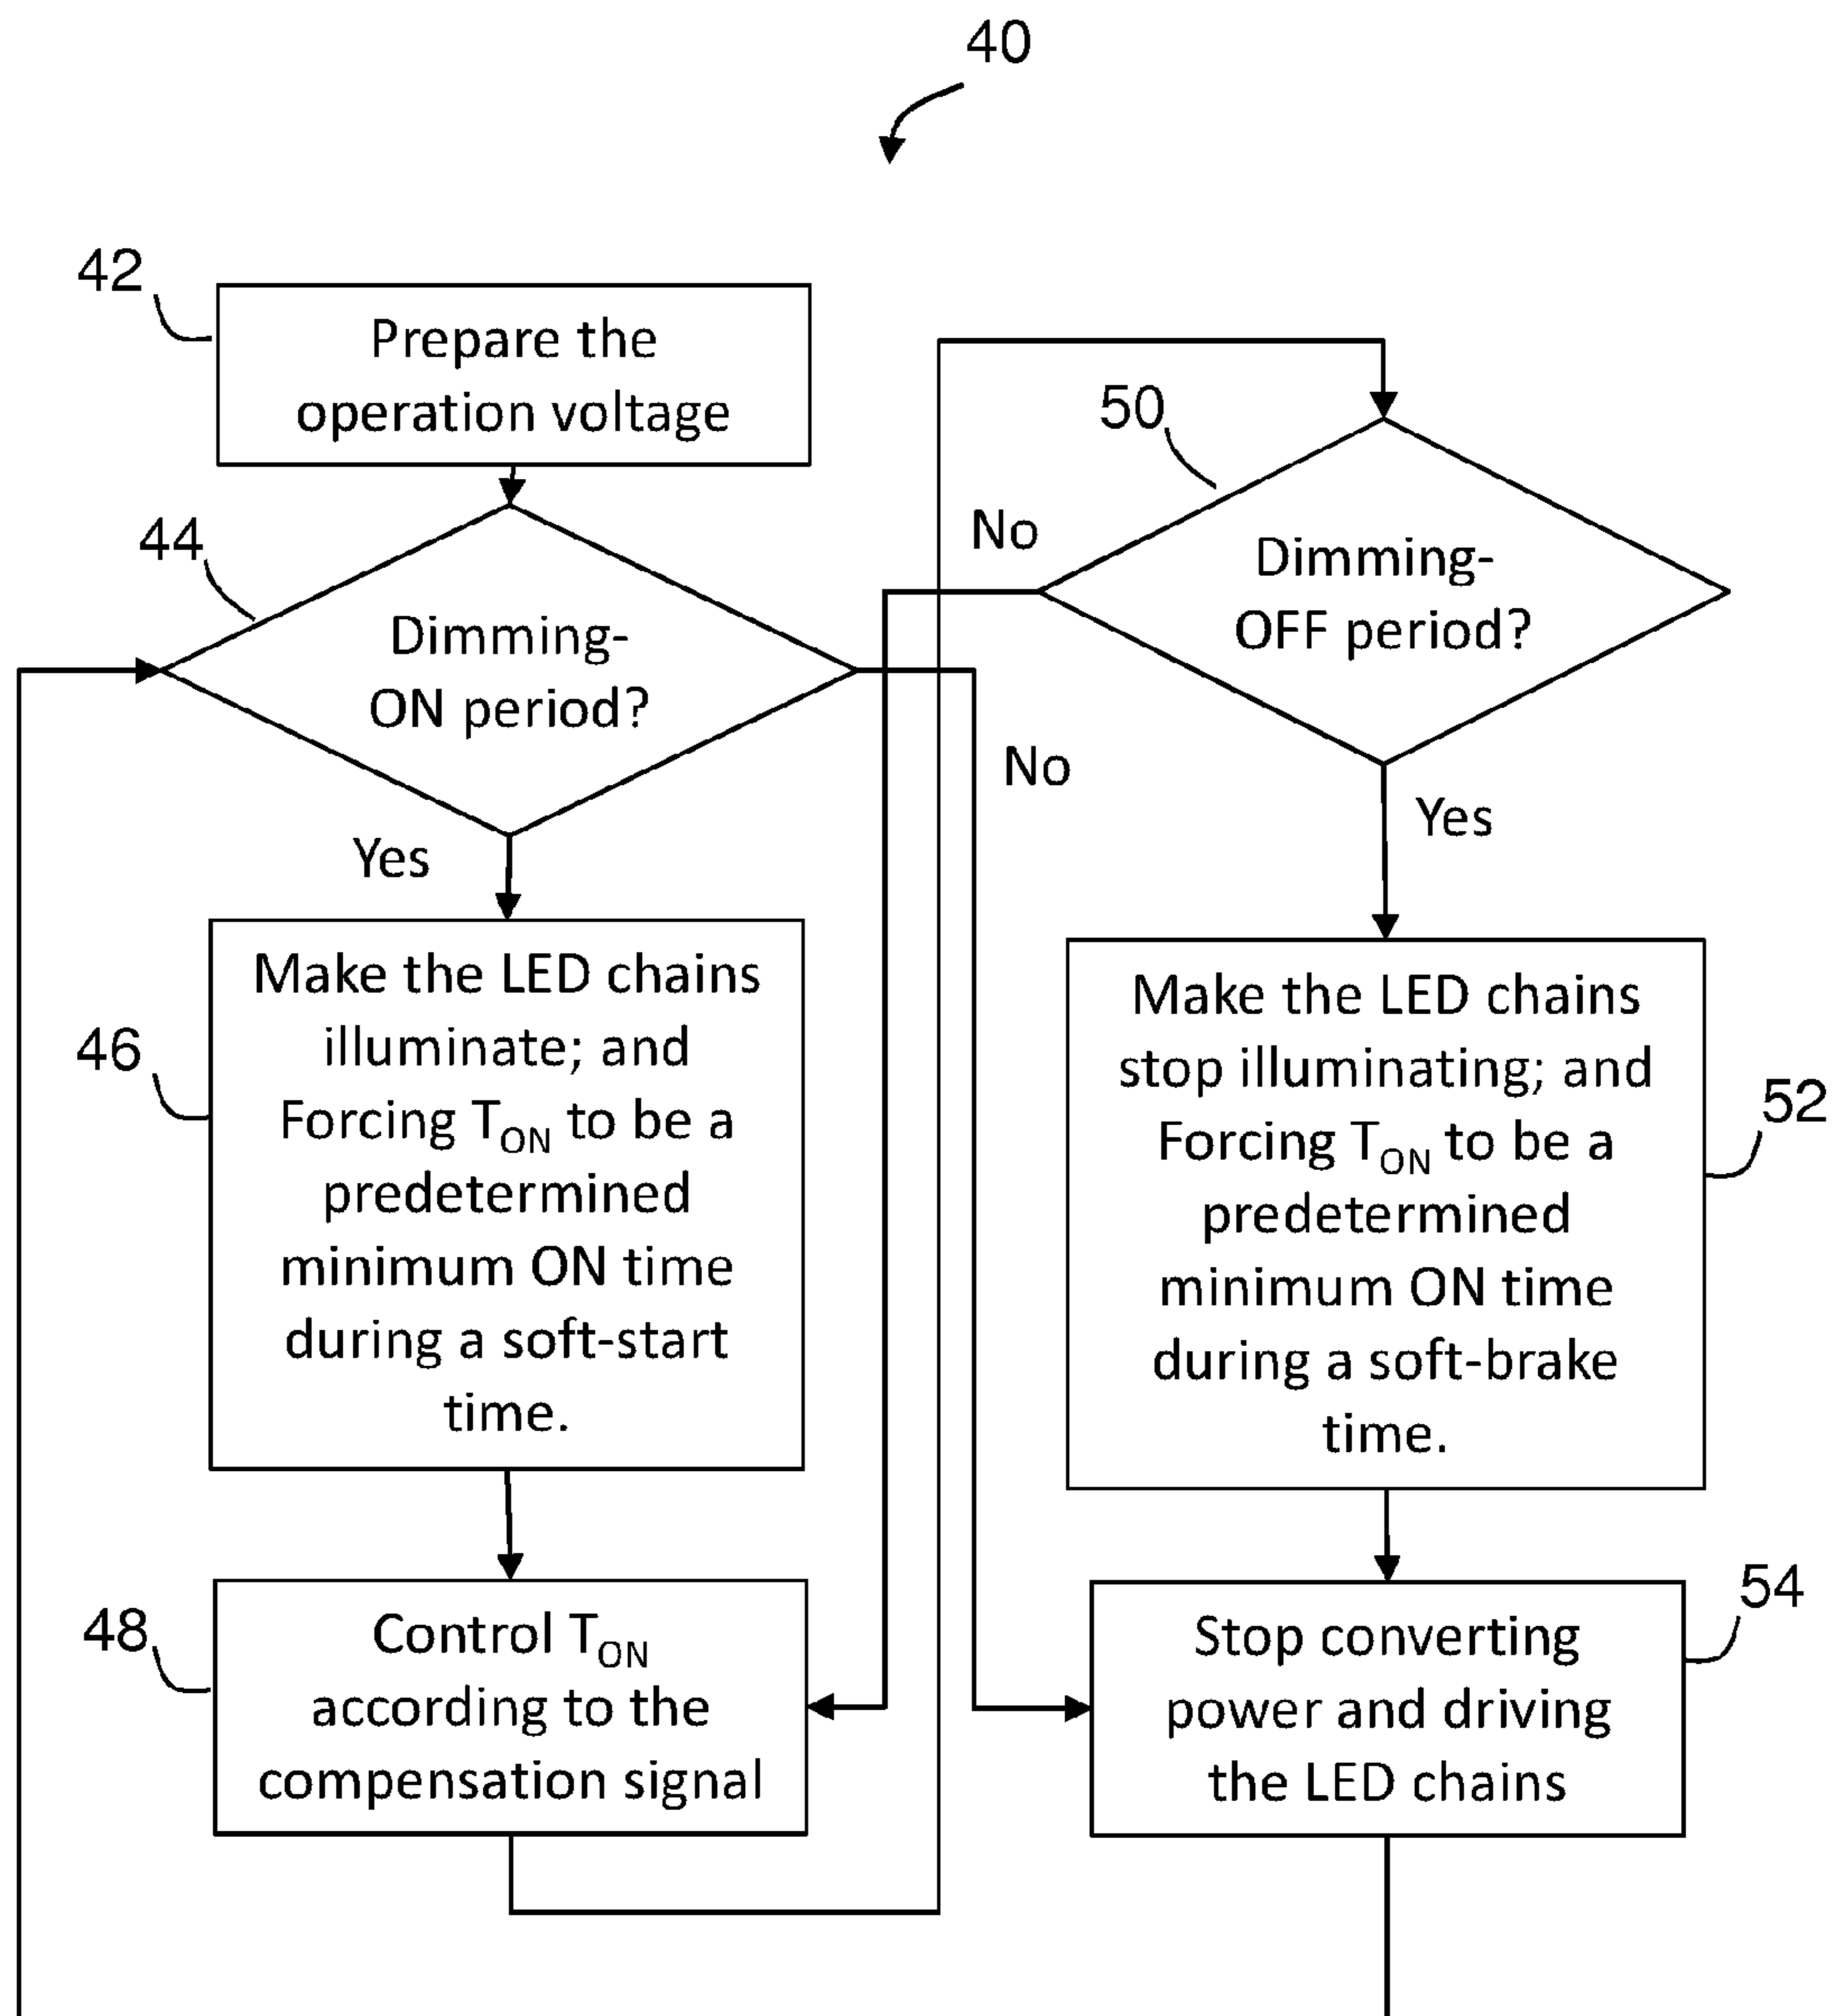 40
42
Prepare the
operation voltage
44
Dimming-
ON period?
No
Yes
46
Make the LED chains
illuminate; and
Forcing TON to be a
predetermined
minimum ON time
during a soft-start
time.
48
Control TON
according to the
compensation signal
50
Dimming-
OFF period?
No
Yes
52
Make the LED chains
stop illuminating; and
Forcing TON to be a
predetermined
minimum ON time
during a soft-brake
time.
54
Stop converting
power and driving
the LED chains